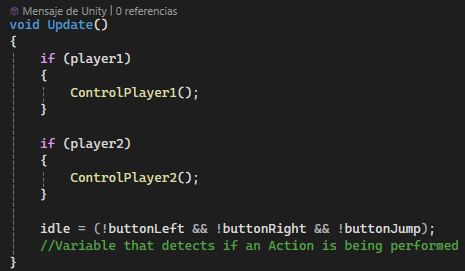 Mensaje de Unity | 0 referencias
void Update()
{
if (player1)
{
ControlPlayer1();
}
if (player2)
{
ControlPlayer2();
}
idle = (!buttonLeft && !buttonRight && !buttonJump);
//Variable that detects if an Action is being performed
}